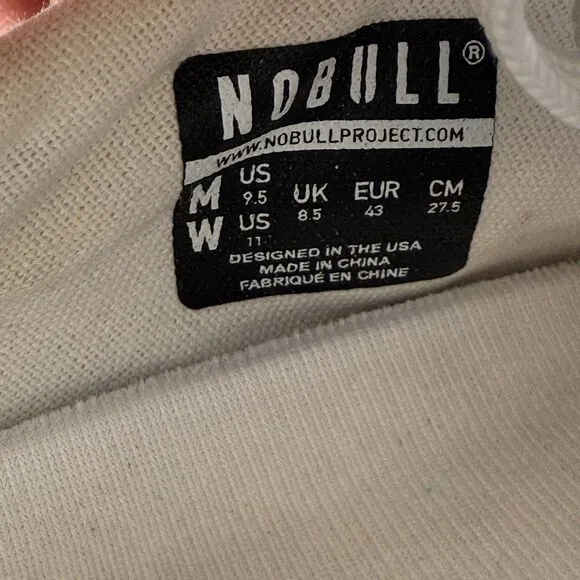 NOBULL®
www.NOBULLPROJECT.COM
M US 9.5 UK 8.5 EUR 43 CM 27.5
W US 11
DESIGNED IN THE USA
MADE IN CHINA
FABRIQUÉ EN CHINE